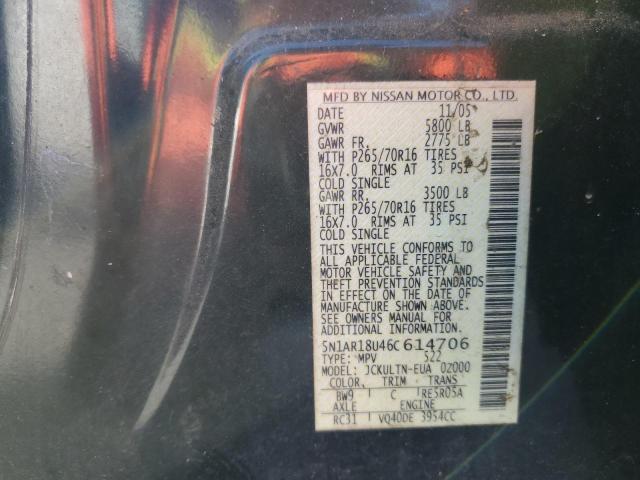 MFD BY NISSAN MOTOR CO., LTD.
DATE 11/05
GVWR 5800 LB
GAWR FR. 2775 LB
WITH P265/70R16 TIRES
16X7.0 RIMS AT 35 PSI
COLD SINGLE
GAWR RR. 3500 LB
WITH P265/70R16 TIRES
16X7.0 RIMS AT 35 PSI
COLD SINGLE
THIS VEHICLE CONFORMS TO
ALL APPLICABLE FEDERAL
MOTOR VEHICLE SAFETY AND
THEFT PREVENTION STANDARDS
IN EFFECT ON THE DATE OF
MANUFACTURE SHOWN ABOVE.
SEE OWNERS MANUAL FOR
ADDITIONAL INFORMATION.
5N1AR18U46C614706
TYPE: MPV 522
MODEL: JCKULTN-EUA 02000
COLOR TRIM TRANS
BW9 C RE5R05A
AXLE ENGINE
RC31 VQ40DE 3954CC